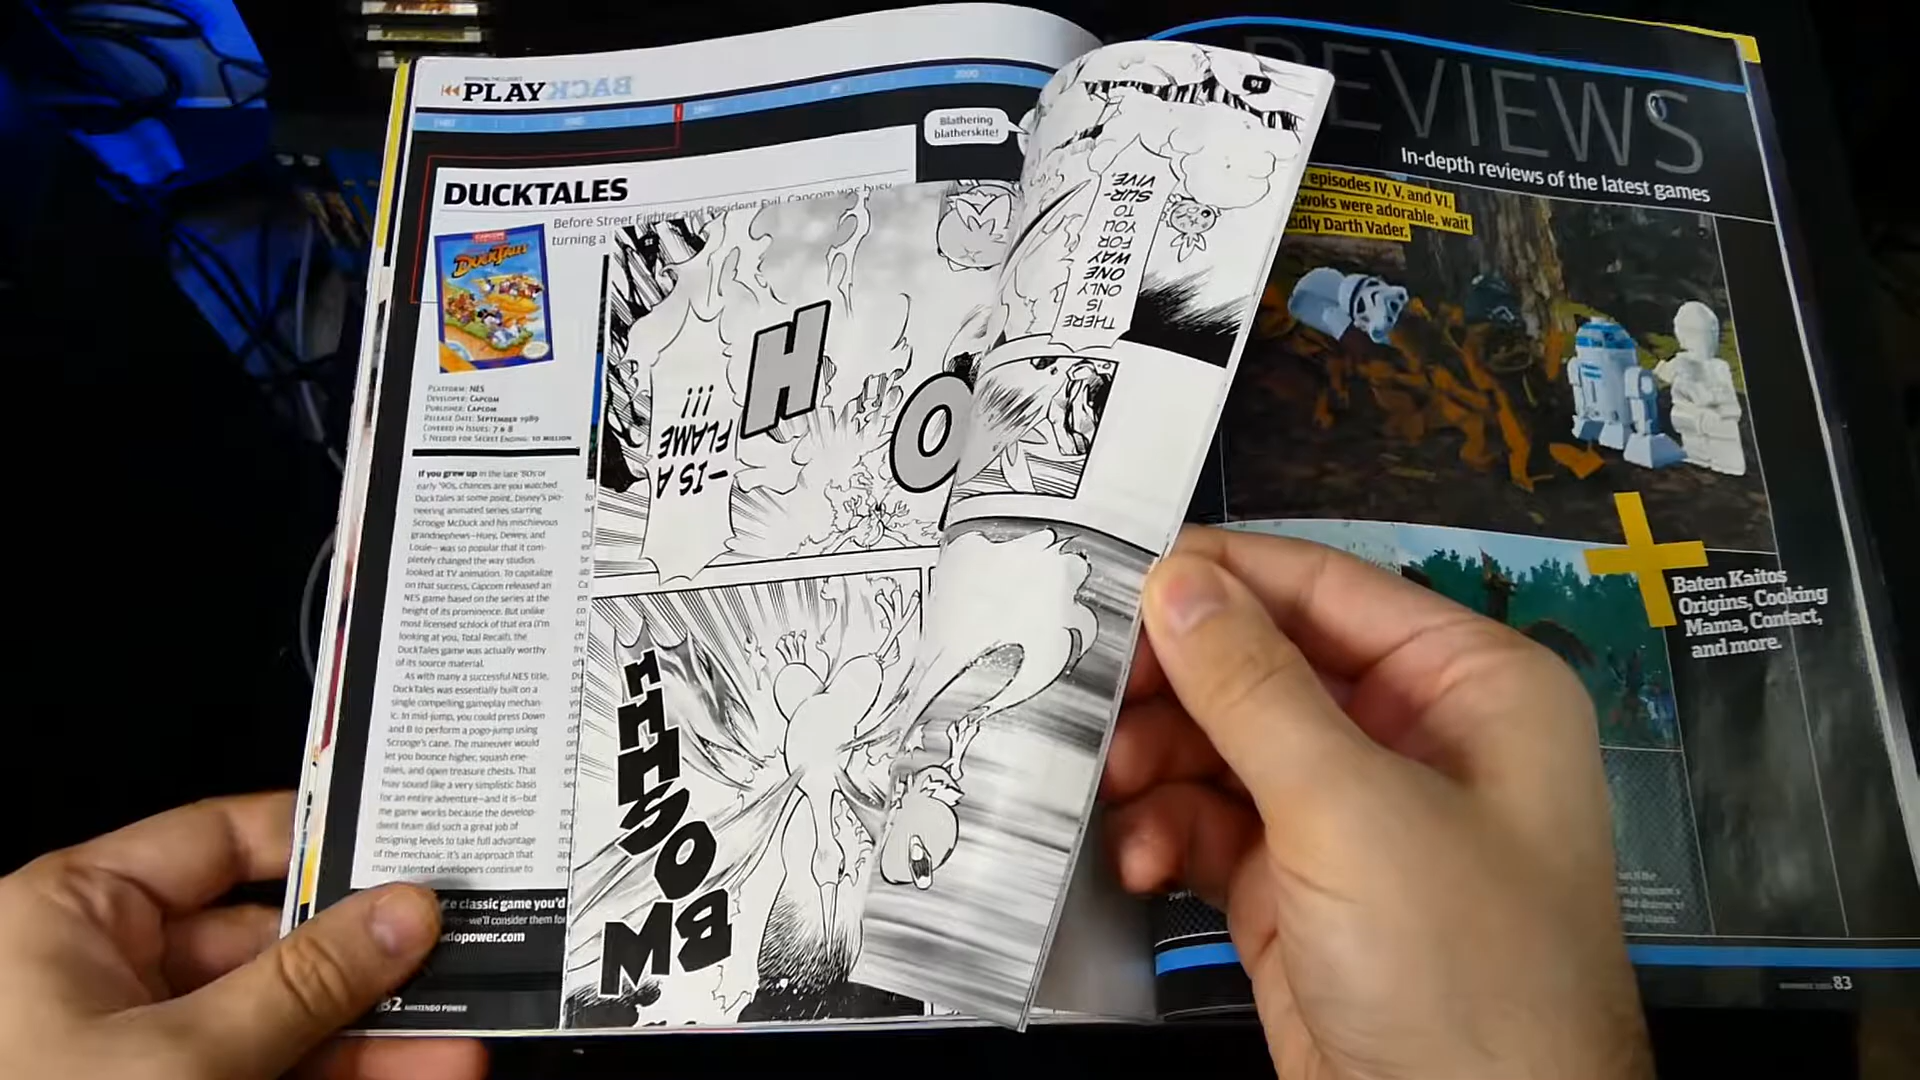 PLAY BACK
2000
Blathering
blatherskite!
DUCKTALES
Before Street Fighter and Resident Evil, Capcom was busy
turning a
CAPCOM
DUCKTALES
PLATFORM: NES
DEVELOPER: CAPCOM
PUBLISHER: CAPCOM
RELEASE DATE: SEPTEMBER 1989
COVERED IN ISSUES: 7 & 8
$ NEEDED FOR SECRET ENDING: 10 MILLION
If you grew up in the late '80s or
early '90s, chances are you watched
DuckTales at some point. Disney's pio-
neering animated series starring
Scrooge McDuck and his mischievous
grandnephews—Huey, Dewey, and
Louie—was so popular that it com-
pletely changed the way studios
looked at TV animation. To capitalize
on that success, Capcom released an
NES game based on the series at the
height of its prominence. But unlike
most licensed schlock of that era (I'm
looking at you, Total Recall), the
DuckTales game was actually worthy
of its source material.
As with many a successful NES title,
DuckTales was essentially built on a
single compelling gameplay mechan-
ic. In mid-jump, you could press Down
and B to perform a pogo-jump using
Scrooge's cane. The maneuver would
let you bounce higher, squash ene-
mies, and open treasure chests. That
may sound like a very simplistic basis
for an entire adventure—and it is—but
the game works because the develop-
ment team did such a great job of
designing levels to take full advantage
of the mechanic. It's an approach that
many talented developers continue to
classic game you'd
we'll consider them for
dopower.com
82 NINTENDO POWER
THERE
IS
ONLY
ONE
WAY
FOR
YOU
TO
SUR-
VIVE.
—IS A
FLAME
!!!
H
O
REVIEWS
In-depth reviews of the latest games
episodes IV, V, and VI.
woks were adorable, wait
dly Darth Vader.
Baten Kaitos
Origins, Cooking
Mama, Contact,
and more.
83